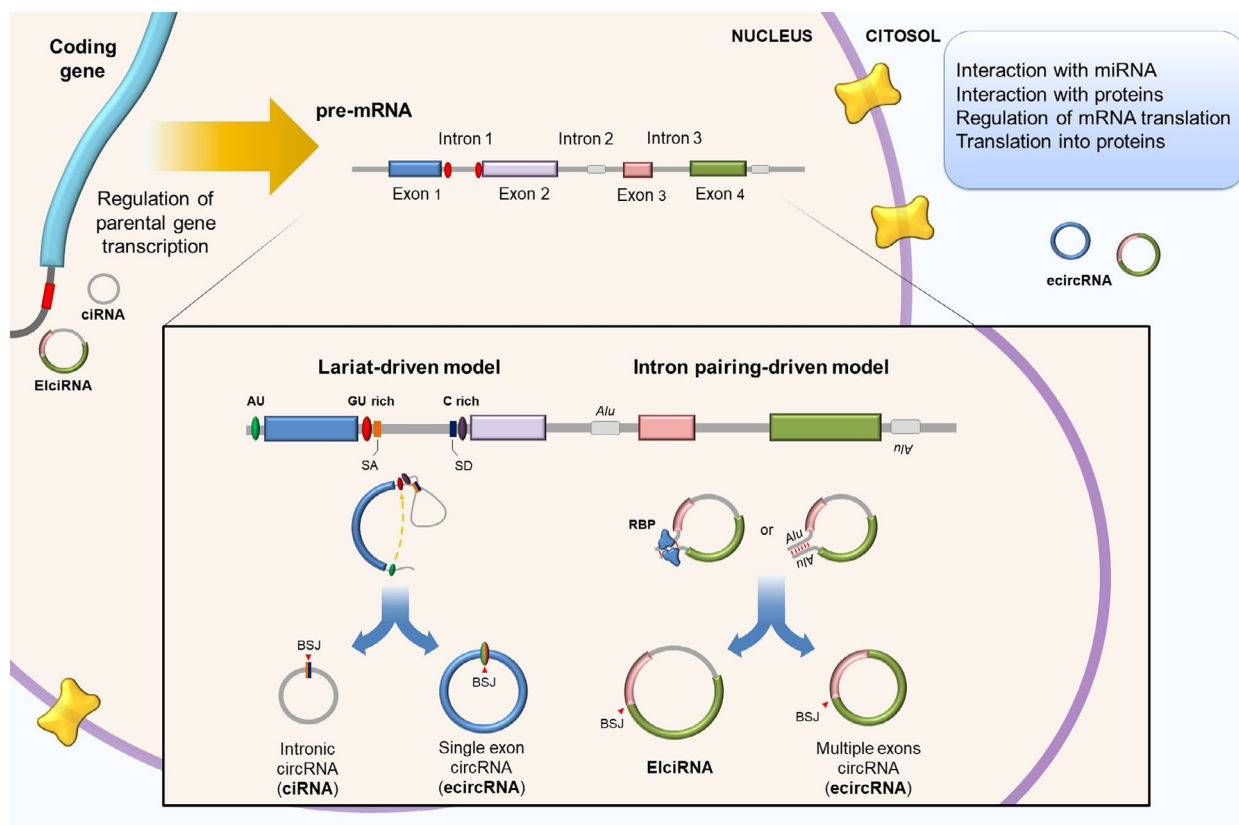 Coding
gene
NUCLEUS
CITOSOL
Interaction with miRNA
Interaction with proteins
Regulation of mRNA translation
Translation into proteins
pre-mRNA
Intron 1
Intron 2
Intron 3
Exon 1
Exon 2
Exon 3
Exon 4
Regulation of
parental gene
transcription
ciRNA
EIciRNA
ecircRNA
Lariat-driven model
Intron pairing-driven model
AU
GU rich
C rich
Alu
SA
SD
Alu
RBP
or
Alu
Alu
BSJ
BSJ
BSJ
BSJ
Intronic
circRNA
(ciRNA)
Single exon
circRNA
(ecircRNA)
EIciRNA
Multiple exons
circRNA
(ecircRNA)